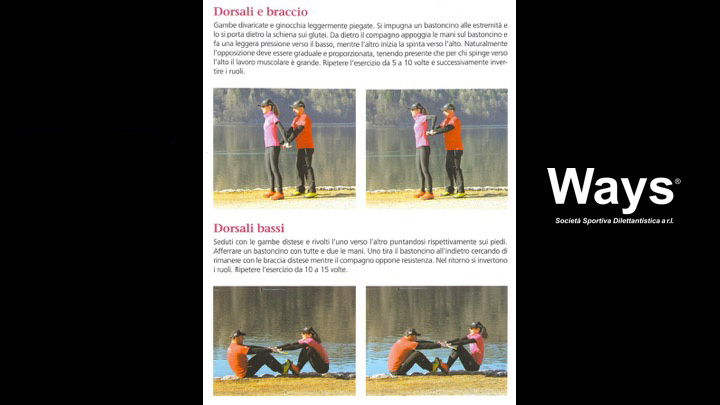 Dorsali e braccio
Gambe divaricate e ginocchia leggermente piegate. Si impugna un bastoncino alle estremità e
lo si porta dietro la schiena sui glutei. Da dietro il compagno appoggia le mani sul bastoncino e
fa una leggera pressione verso il basso, mentre l'altro inizia la spinta verso l'alto. Naturalmente
l'opposizione deve essere graduale e proporzionata, tenendo presente che per chi spinge verso
l'alto il lavoro muscolare è grande. Ripetere l'esercizio da 5 a 10 volte e successivamente inver-
tire i ruoli.
Dorsali bassi
Seduti con le gambe distese e rivolti l'uno verso l'altro puntandosi rispettivamente sui piedi.
Afferrare un bastoncino con tutte e due le mani. Uno tira il bastoncino all'indietro cercando di
rimanere con le braccia distese mentre il compagno oppone resistenza. Nel ritorno si invertono
i ruoli. Ripetere l'esercizio da 10 a 15 volte.
Ways®
Società Sportiva Dilettantistica a r.l.